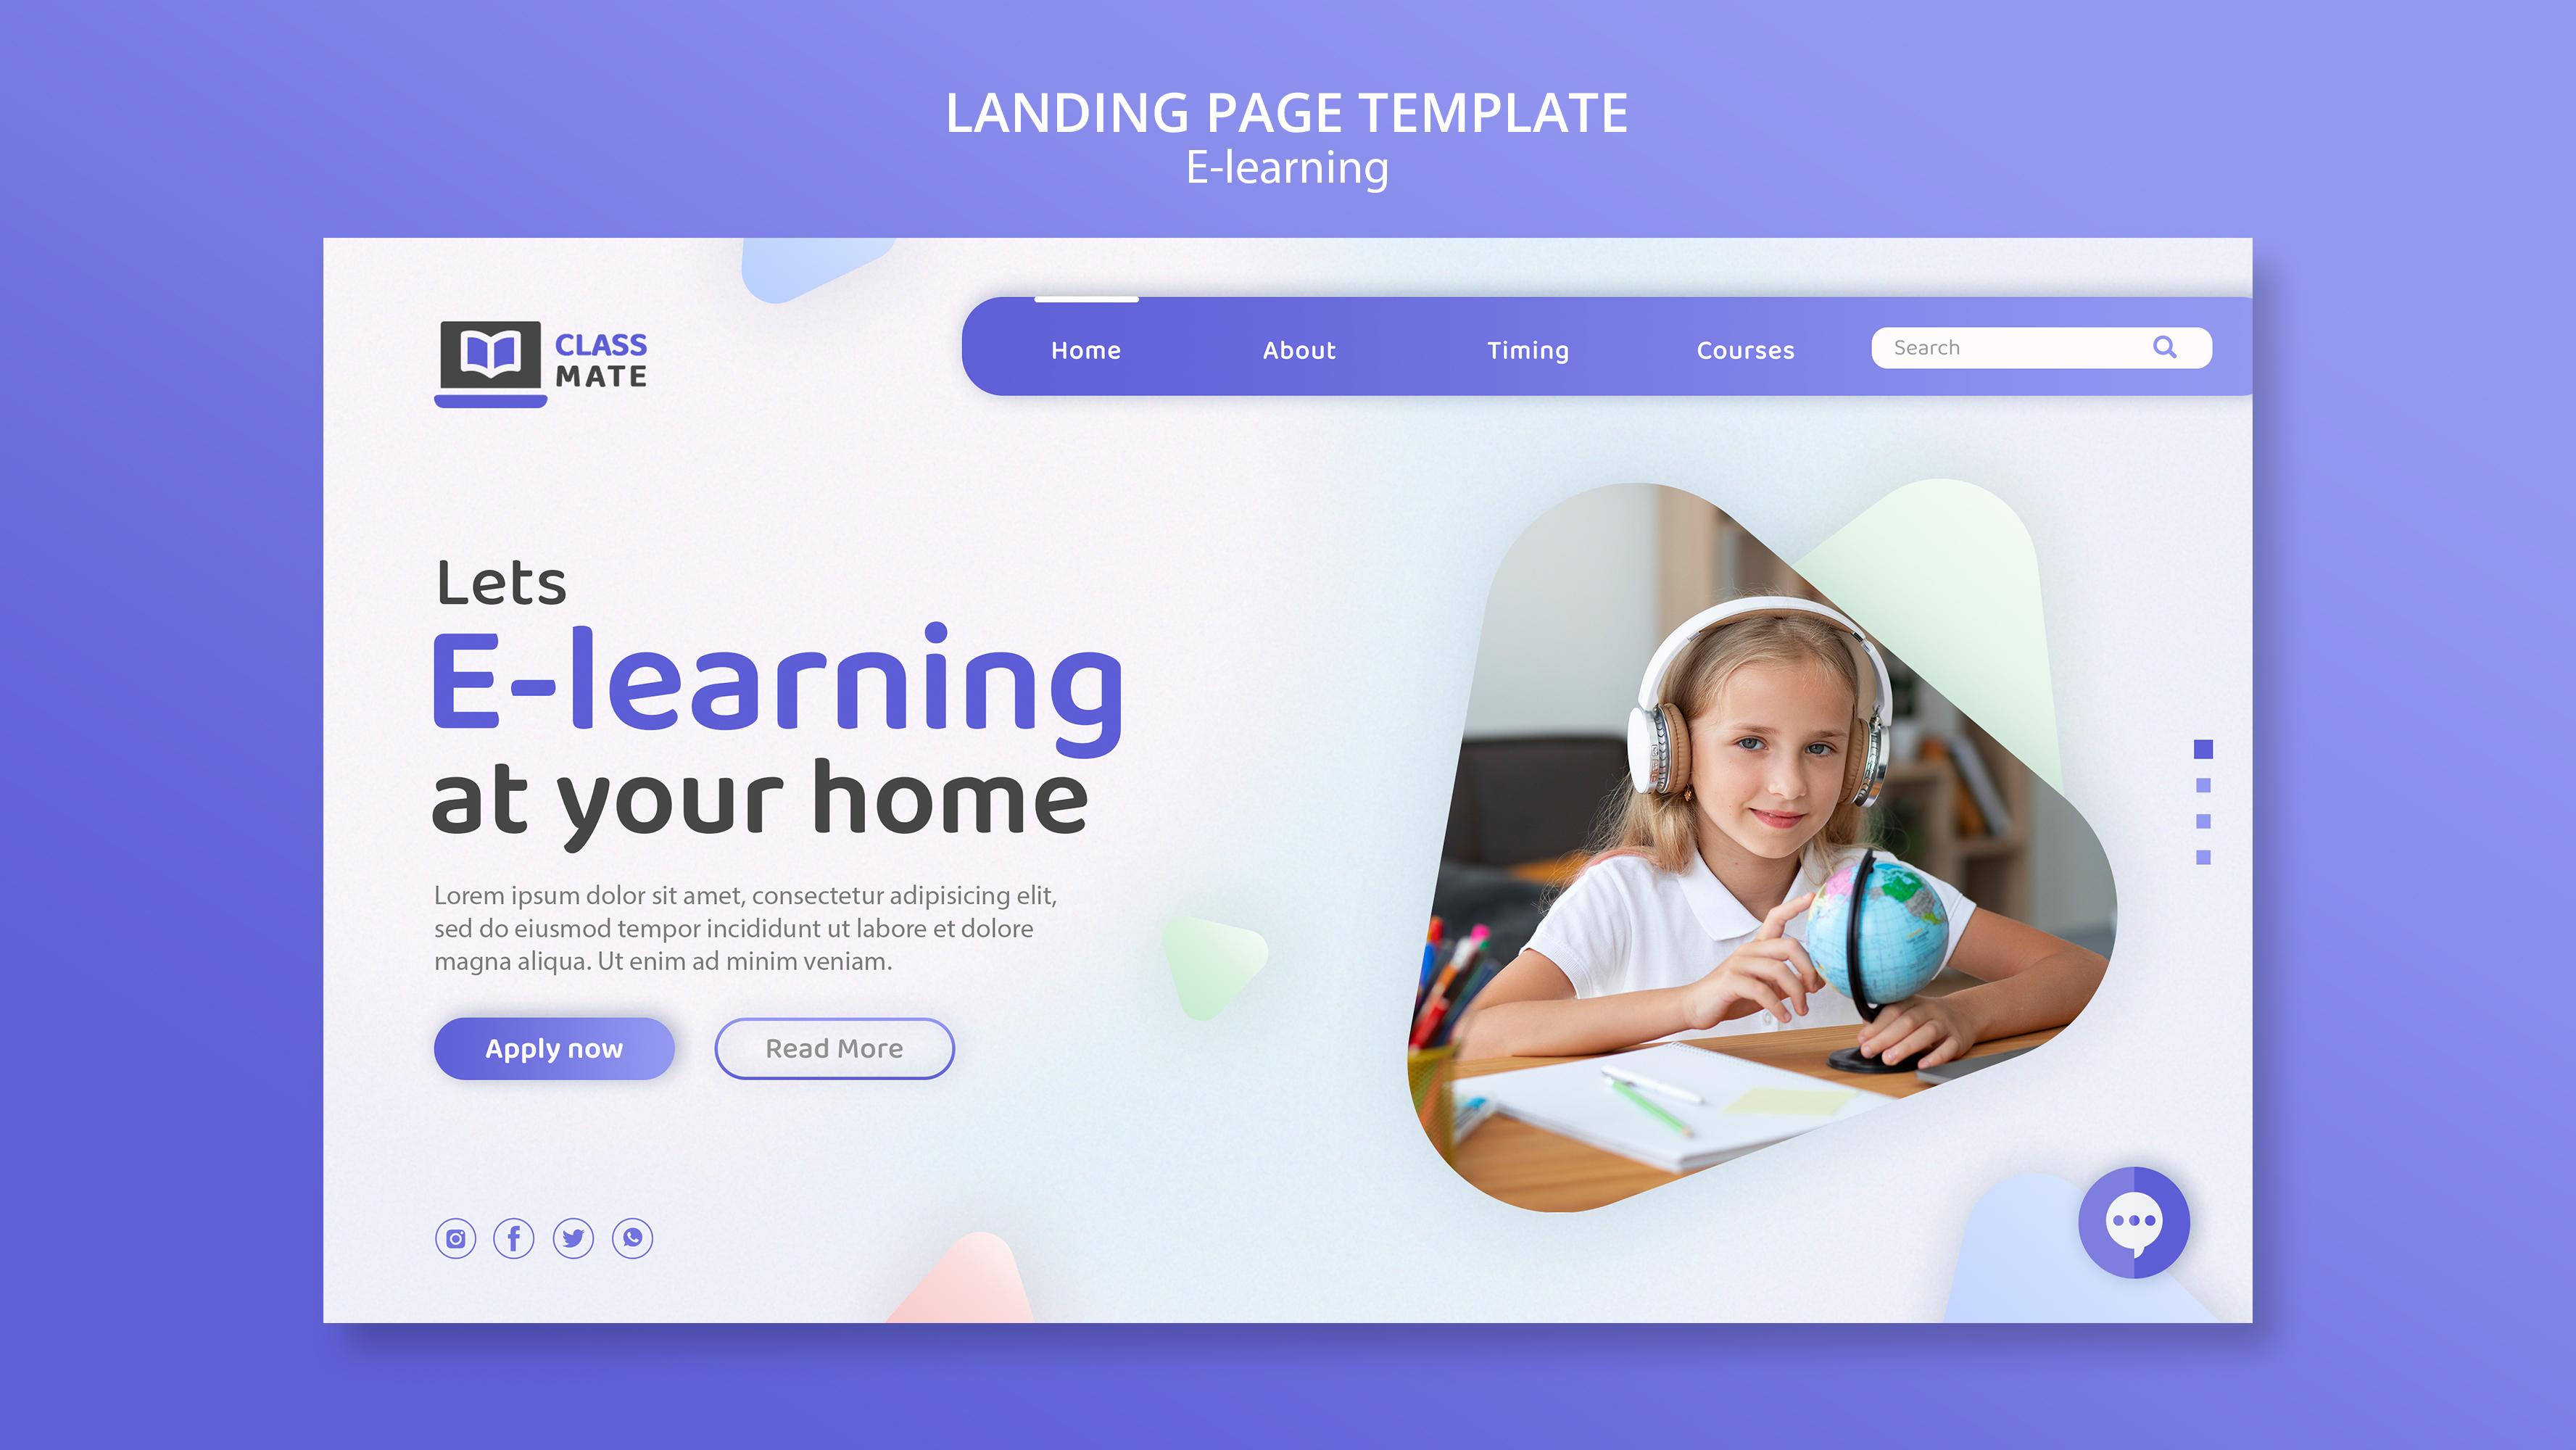 LANDING PAGE TEMPLATE
E-learning
CLASS
MATE
Home
About
Timing
Courses
Search
Lets
E-learning
at your home
Lorem ipsum dolor sit amet, consectetur adipisicing elit,
sed do eiusmod tempor incididunt ut labore et dolore
magna aliqua. Ut enim ad minim veniam.
Apply now
Read More